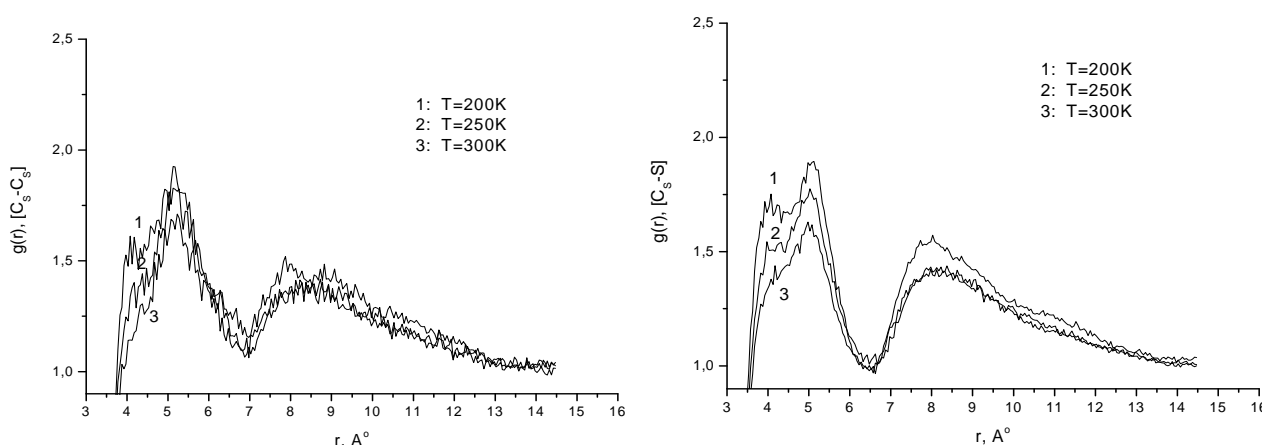 2,5
2,0
1,5
1,0
g(r), [Cs-Cs]
1: T=200K
2: T=250K
3: T=300K
1
2
3
3 4 5 6 7 8 9 10 11 12 13 14 15 16
r, A°
2,5
2,0
1,5
1,0
g(r), [Cs-S]
1: T=200K
2: T=250K
3: T=300K
1
2
3
3 4 5 6 7 8 9 10 11 12 13 14 15 16
r, A°